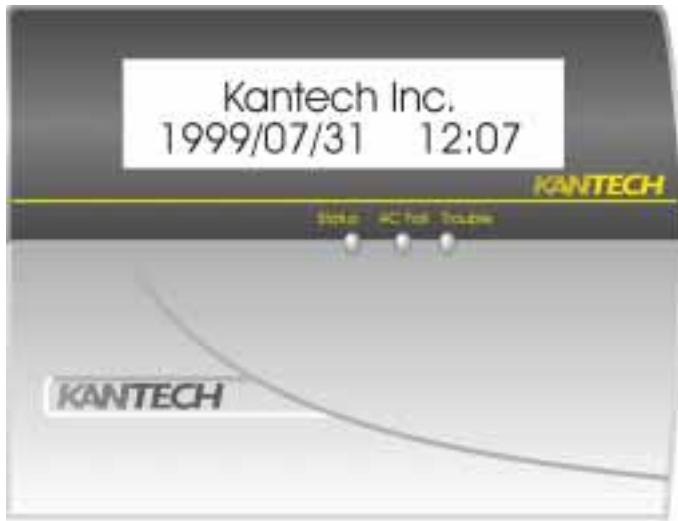 Kantech Inc.
1999/07/31 12:07
KANTECH
Status AC Fail Trouble
KANTECH